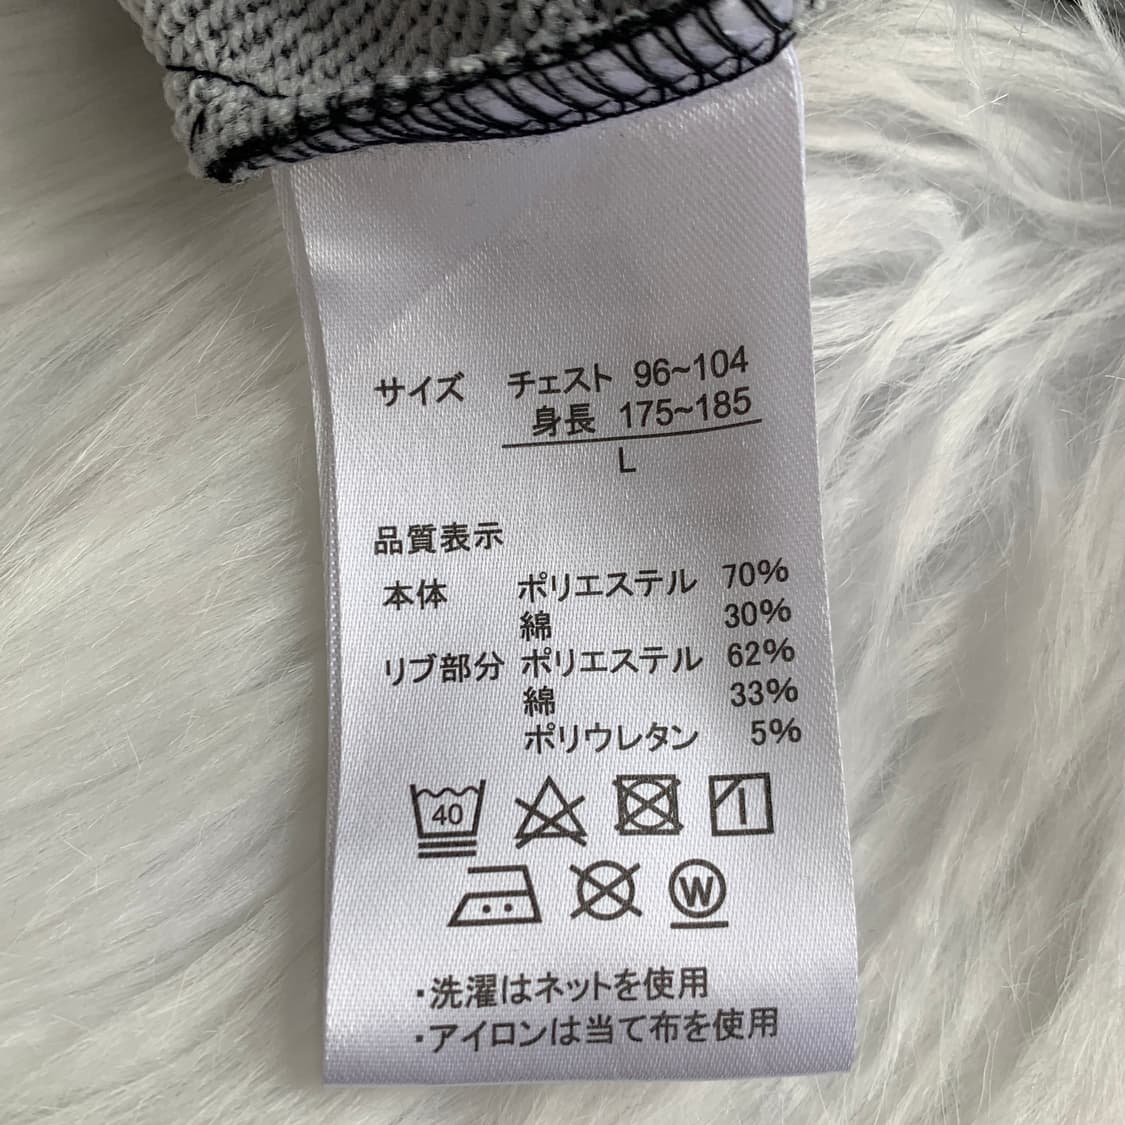 サイズ チェスト 96~104
身長 175~185
L
品質表示
本体 ポリエステル 70%
綿 30%
リブ部分 ポリエステル 62%
綿 33%
ポリウレタン 5%
40
W
・洗濯はネットを使用
・アイロンは当て布を使用